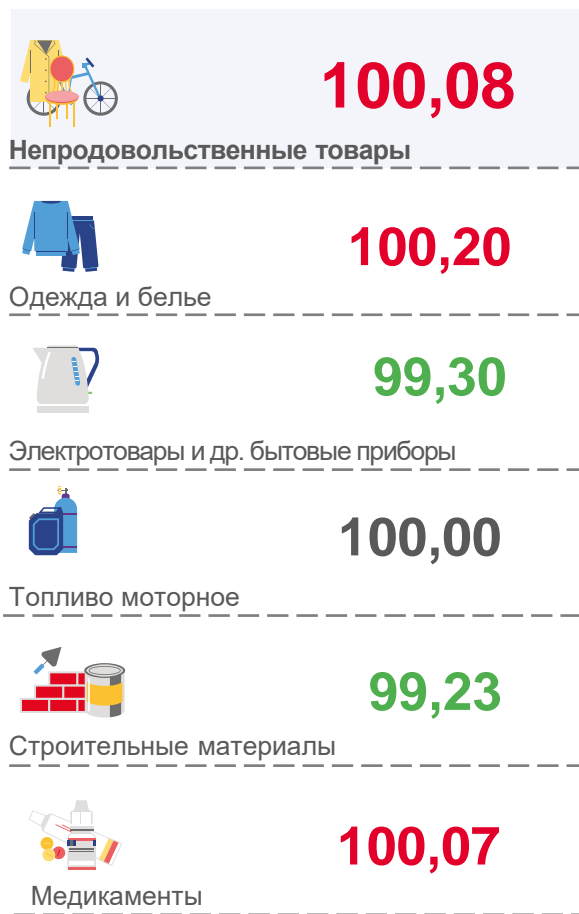 100,08
Непродовольственные товары
100,20
Одежда и белье
99,30
Электротовары и др. бытовые приборы
100,00
Топливо моторное
99,23
Строительные материалы
100,07
Медикаменты